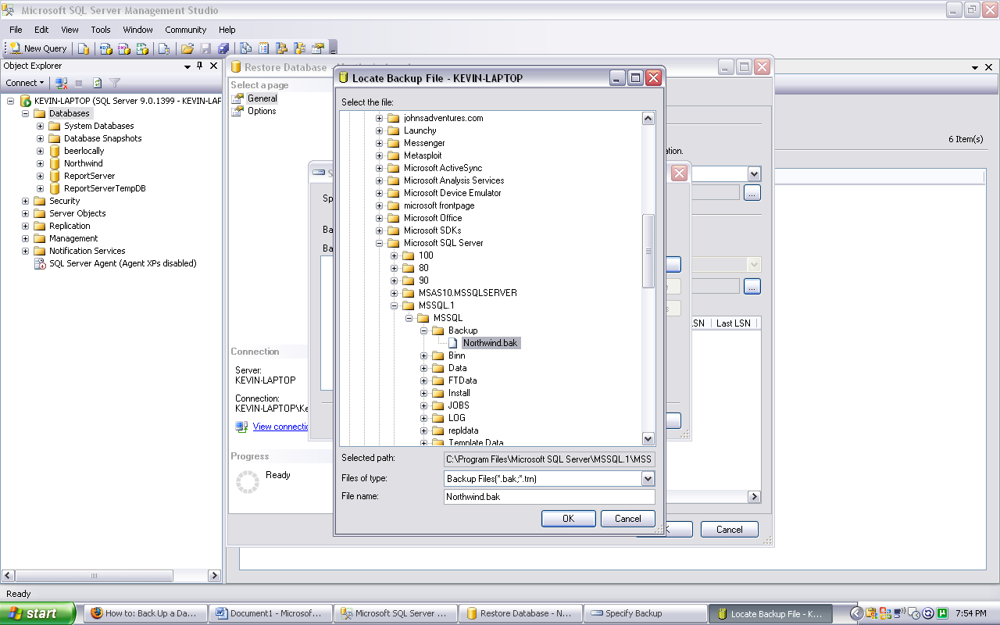 Microsoft SQL Server Management Studio
File Edit View Tools Window Community Help
New Query
Object Explorer
Connect
KEVIN-LAPTOP (SQL Server 9.0.1399 - KEVIN-LAP
Databases
System Databases
Database Snapshots
beerlocally
Northwind
ReportServer
ReportServerTempDB
Security
Server Objects
Replication
Management
Notification Services
SQL Server Agent (Agent XPs disabled)
Restore Database -
Select a page
General
Options
Connection
Server:
KEVIN-LAPTOP
Connection:
KEVIN-LAPTOP\Ke
View connectic
Progress
Ready
S
Sp
Ba
Ba
Locate Backup File - KEVIN-LAPTOP
Select the file:
johnsadventures.com
Launchy
Messenger
Metasploit
Microsoft ActiveSync
Microsoft Analysis Services
Microsoft Device Emulator
microsoft frontpage
Microsoft Office
Microsoft SDKs
Microsoft SQL Server
100
80
90
MSAS10.MSSQLSERVER
MSSQL.1
MSSQL
Backup
Northwind.bak
Binn
Data
FTData
Install
JOBS
LOG
repldata
Template Data
Selected path: C:\Program Files\Microsoft SQL Server\MSSQL.1\MSS
Files of type: Backup Files(*.bak;*.trn)
File name: Northwind.bak
OK Cancel
ation.
...
...
LSN Last LSN
Cancel
6 Item(s)
Ready
start
How to: Back Up a Da...
Document1 - Microsof...
Microsoft SQL Server ...
Restore Database - N...
Specify Backup
Locate Backup File - K...
7:54 PM